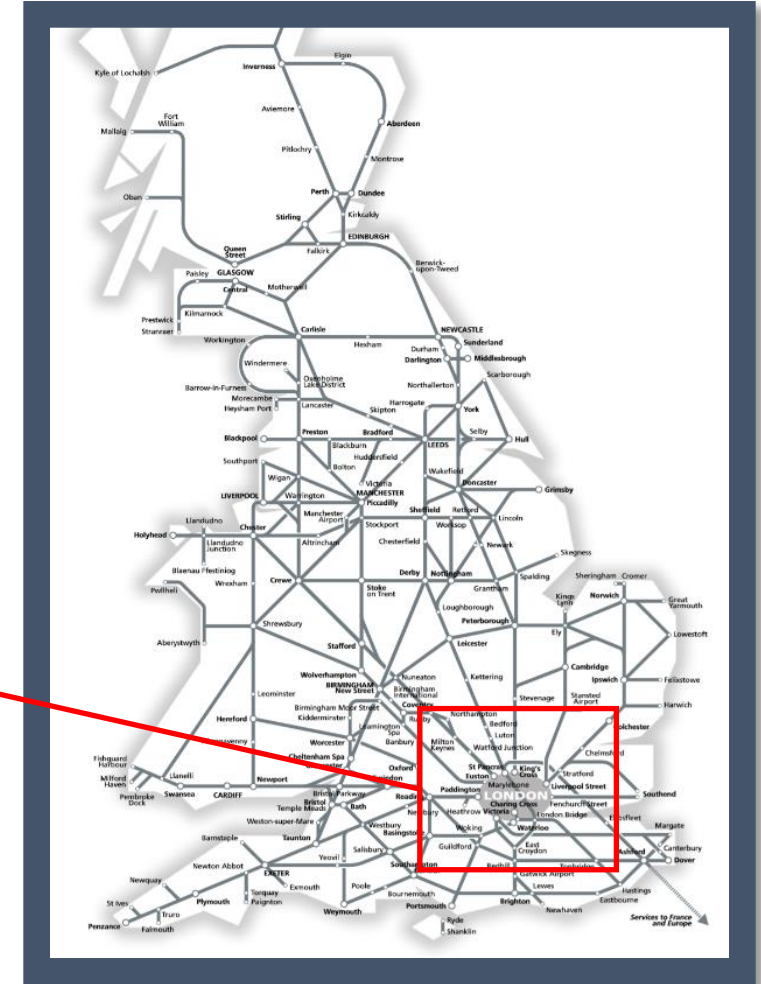 Elgin
Kyle of Lochalsh
Inverness
Aviemore
Fort
William
Mallaig
Aberdeen
Pitlochry
Montrose
Perth
Dundee
Oban
Stirling
Kirkcaldy
EDINBURGH
Queen
Street
Falkirk
Berwick-
upon-Tweed
Paisley
GLASGOW
Central
Motherwell
Prestwick
Kilmarnock
Stranraer
Carlisle
NEWCASTLE
Workington
Hexham
Durham
Sunderland
Darlington
Middlesbrough
Windermere
Scarborough
Oxenholme
Lake District
Northallerton
Barrow-in-Furness
Morecambe
Heysham Port
Lancaster
Skipton
Harrogate
York
Blackpool
Preston
Bradford
LEEDS
Selby
Hull
Blackburn
Huddersfield
Southport
Bolton
Wakefield
Wigan
Victoria
MANCHESTER
Piccadilly
Doncaster
Grimsby
LIVERPOOL
Warrington
Manchester
Airport
Stockport
Sheffield
Retford
Worksop
Lincoln
Llandudno
Chester
Holyhead
Llandudno
Junction
Altrincham
Chesterfield
Newark
Skegness
Blaenau Ffestiniog
Wrexham
Crewe
Stoke
on Trent
Derby
Nottingham
Grantham
Spalding
Sheringham
Cromer
Pwllheli
Kings
Lynn
Norwich
Great
Yarmouth
Loughborough
Peterborough
Aberystwyth
Shrewsbury
Stafford
Leicester
Ely
Lowestoft
Wolverhampton
Nuneaton
Kettering
Cambridge
BIRMINGHAM
New Street
Birmingham
International
Ipswich
Felixstowe
Leominster
Birmingham Moor Street
Coventry
Stevenage
Stansted
Airport
Harwich
Kidderminster
Rugby
Northampton
Hereford
Leamington
Spa
Bedford
Colchester
Worcester
Banbury
Milton
Keynes
Luton
Cheltenham Spa
Watford Junction
Chelmsford
Fishguard
Harbour
Oxford
St Pancras
King's
Cross
Euston
Stratford
Milford
Haven
Llanelli
Newport
Marylebone
Liverpool Street
Pembroke
Dock
Swansea
CARDIFF
Parkway
Reading
Paddington
LONDON
Southend
Bristol
Temple Meads
Bath
Heathrow
Victoria
Charing Cross
Fenchurch Street
London Bridge
Weston-super-Mare
Newbury
Waterloo
Margate
Barnstaple
Westbury
Basingstoke
Woking
Taunton
Salisbury
Guildford
East
Croydon
Canterbury
Newton Abbot
Yeovil
Ashford
Dover
EXETER
Southampton
Redhill
Tonbridge
Gatwick Airport
Newquay
Exmouth
Poole
Lewes
Hastings
St Ives
Plymouth
Torquay
Paignton
Bournemouth
Eastbourne
Truro
Weymouth
Portsmouth
Brighton
Newhaven
Penzance
Falmouth
Ryde
Shanklin
Services to France
and Europe